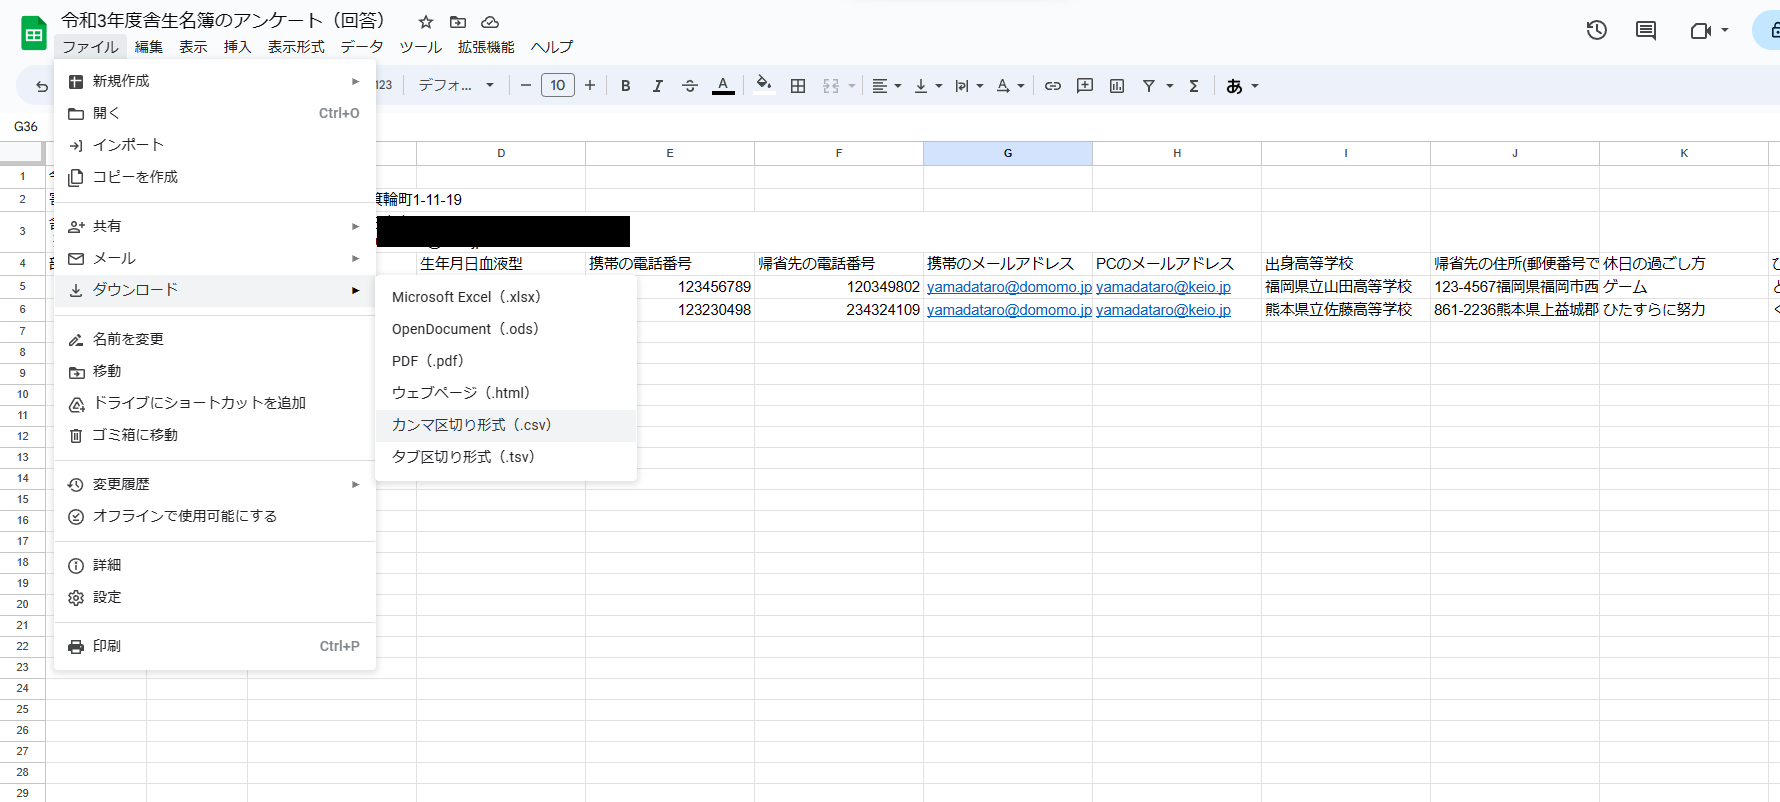 令和3年度舎生名簿のアンケート（回答）
ファイル 編集 表示 挿入 表示形式 データ ツール 拡張機能 ヘルプ
123 デフォ... 10 B I A あ
G36
D E F G H I J K
新規作成
開く Ctrl+O
インポート
コピーを作成
共有
メール
ダウンロード
名前を変更
移動
ドライブにショートカットを追加
ゴミ箱に移動
変更履歴
オフラインで使用可能にする
詳細
設定
印刷 Ctrl+P
Microsoft Excel（.xlsx）
OpenDocument（.ods）
PDF（.pdf）
ウェブページ（.html）
カンマ区切り形式（.csv）
タブ区切り形式（.tsv）
1
2 箕輪町1-11-19
3
4 生年月日血液型 携帯の電話番号 帰省先の電話番号 携帯のメールアドレス PCのメールアドレス 出身高等学校 帰省先の住所(郵便番号で 休日の過ごし方
5 123456789 120349802 yamadataro@domomo.jp yamadataro@keio.jp 福岡県立山田高等学校 123-4567福岡県福岡市西 ゲーム
6 123230498 234324109 yamadataro@domomo.jp yamadataro@keio.jp 熊本県立佐藤高等学校 861-2236熊本県上益城郡 ひたすらに努力
7
8
9
10
11
12
13
14
15
16
17
18
19
20
21
22
23
24
25
26
27
28
29